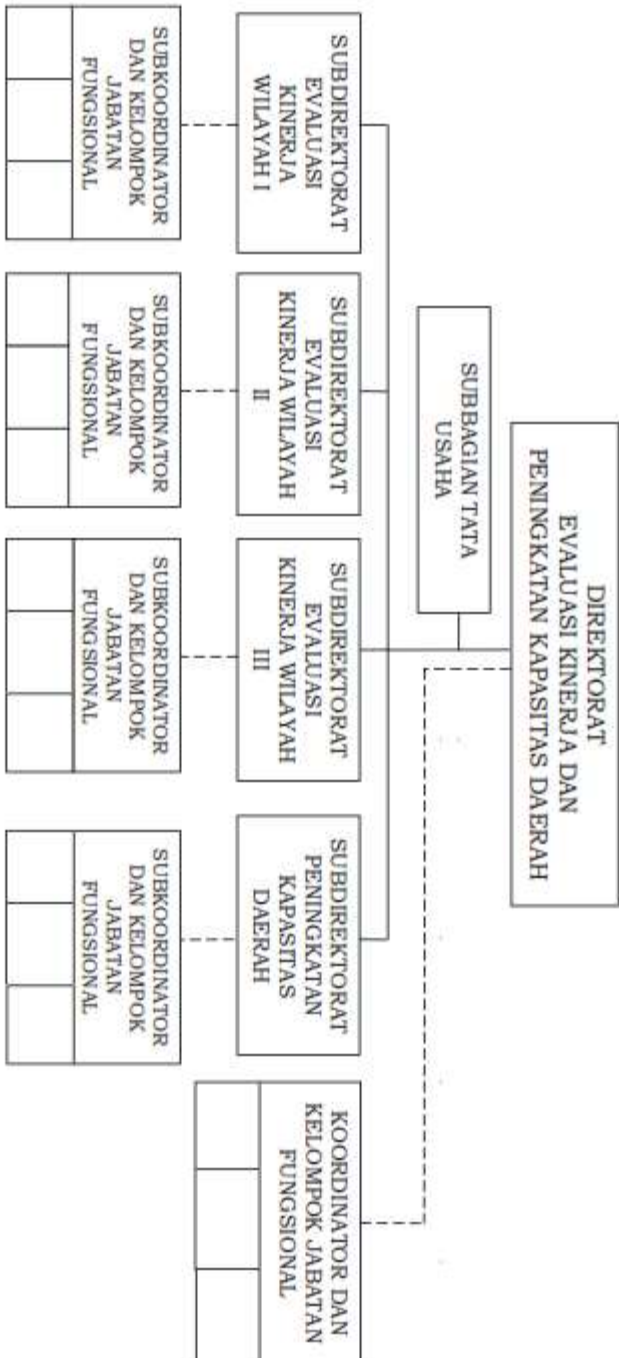 DIREKTORAT
EVALUASI KINERJA DAN
PENINGKATAN KAPASITAS DAERAH
SUBBAGIAN TATA
USAHA
SUBDIREKTORAT
EVALUASI
KINERJA
WILAYAH I
SUBDIREKTORAT
EVALUASI
KINERJA WILAYAH
II
SUBDIREKTORAT
EVALUASI
KINERJA WILAYAH
III
SUBDIREKTORAT
PENINGKATAN
KAPASITAS
DAERAH
KOORDINATOR DAN
KELOMPOK JABATAN
FUNGSIONAL
SUBKOORDINATOR
DAN KELOMPOK
JABATAN
FUNGSIONAL
SUBKOORDINATOR
DAN KELOMPOK
JABATAN
FUNGSIONAL
SUBKOORDINATOR
DAN KELOMPOK
JABATAN
FUNGSIONAL
SUBKOORDINATOR
DAN KELOMPOK
JABATAN
FUNGSIONAL